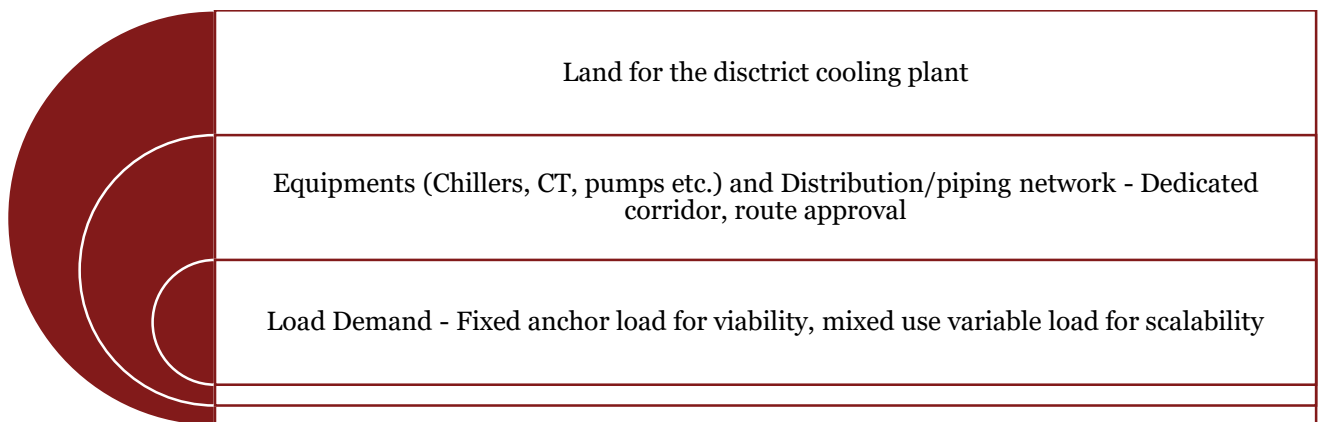 Land for the disctrict cooling plant
Equipments (Chillers, CT, pumps etc.) and Distribution/piping network - Dedicated
corridor, route approval
Load Demand - Fixed anchor load for viability, mixed use variable load for scalability